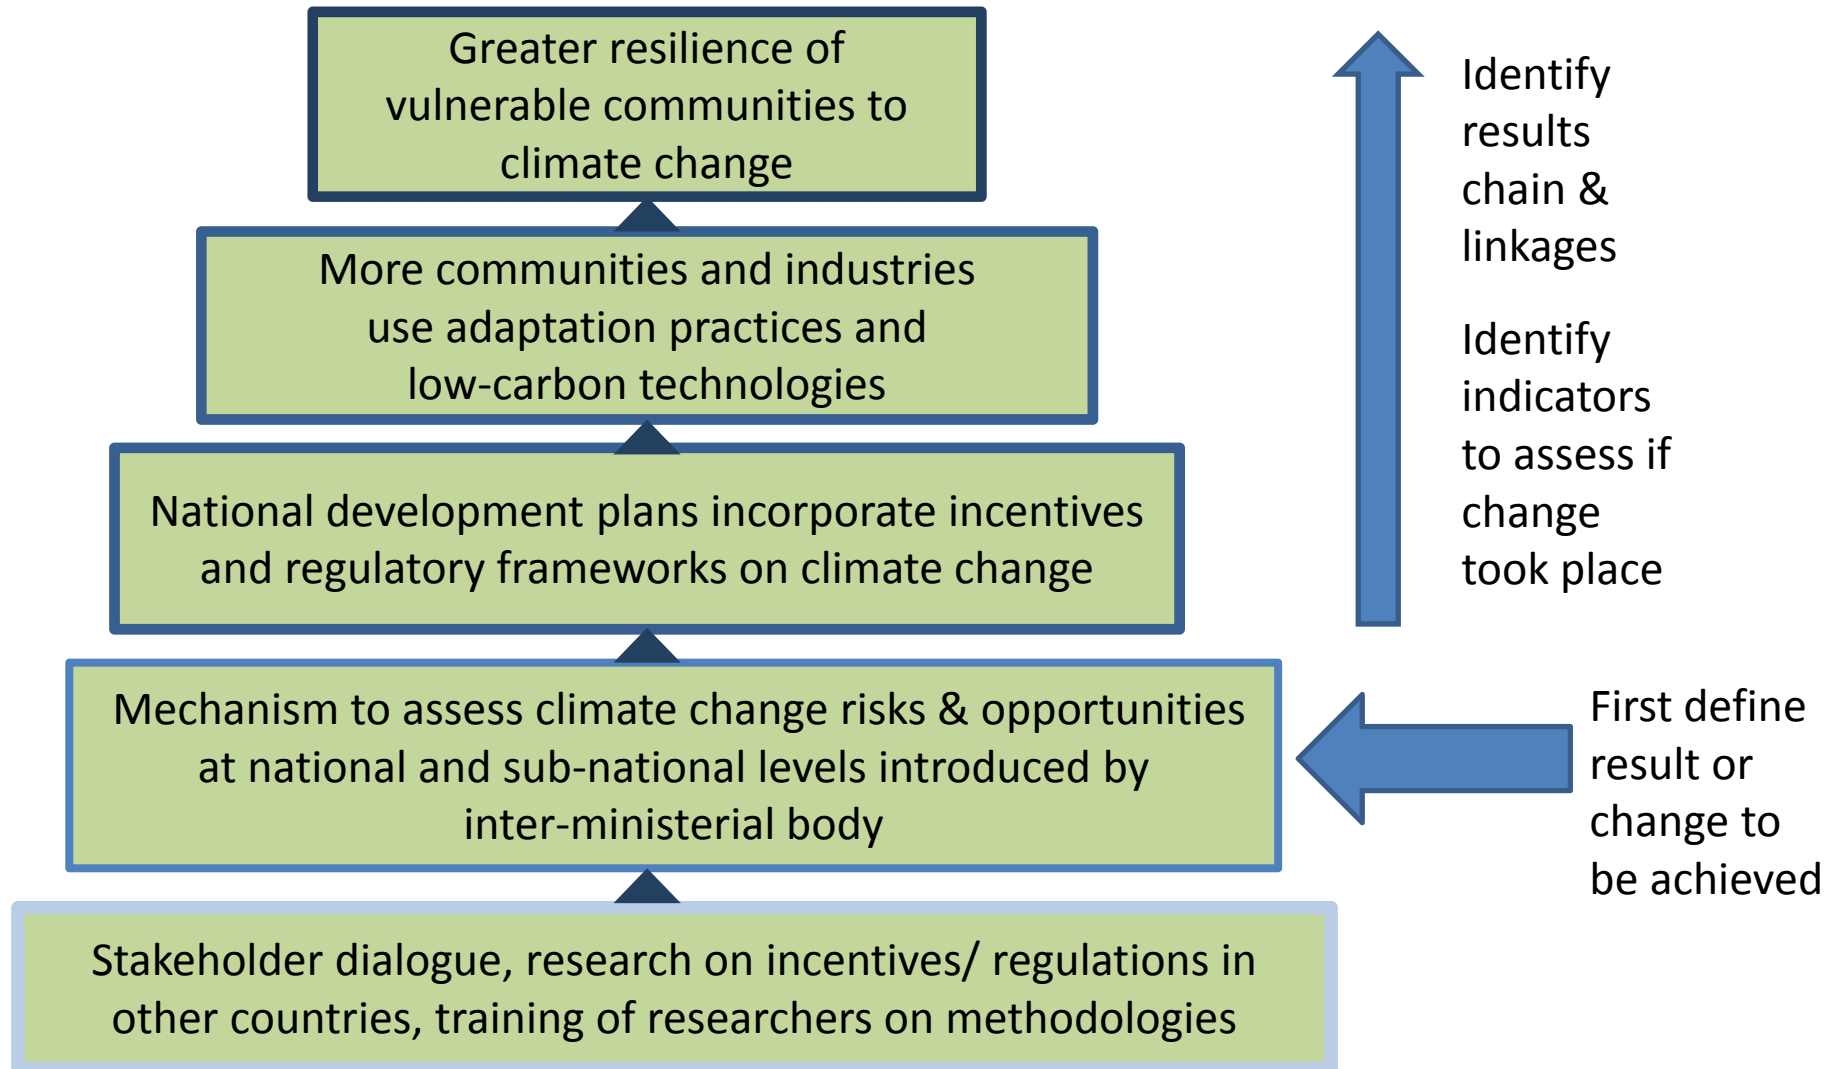 Greater resilience of
vulnerable communities to
climate change
More communities and industries
use adaptation practices and
low-carbon technologies
National development plans incorporate incentives
and regulatory frameworks on climate change
Mechanism to assess climate change risks & opportunities
at national and sub-national levels introduced by
inter-ministerial body
Stakeholder dialogue, research on incentives/ regulations in
other countries, training of researchers on methodologies
Identify
results
chain &
linkages
Identify
indicators
to assess if
change
took place
First define
result or
change to
be achieved